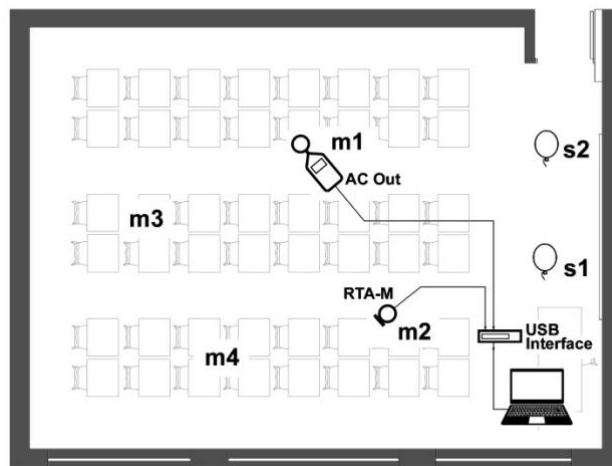 m1
s2
AC Out
m3
s1
RTA-M
m2
USB
Interface
m4